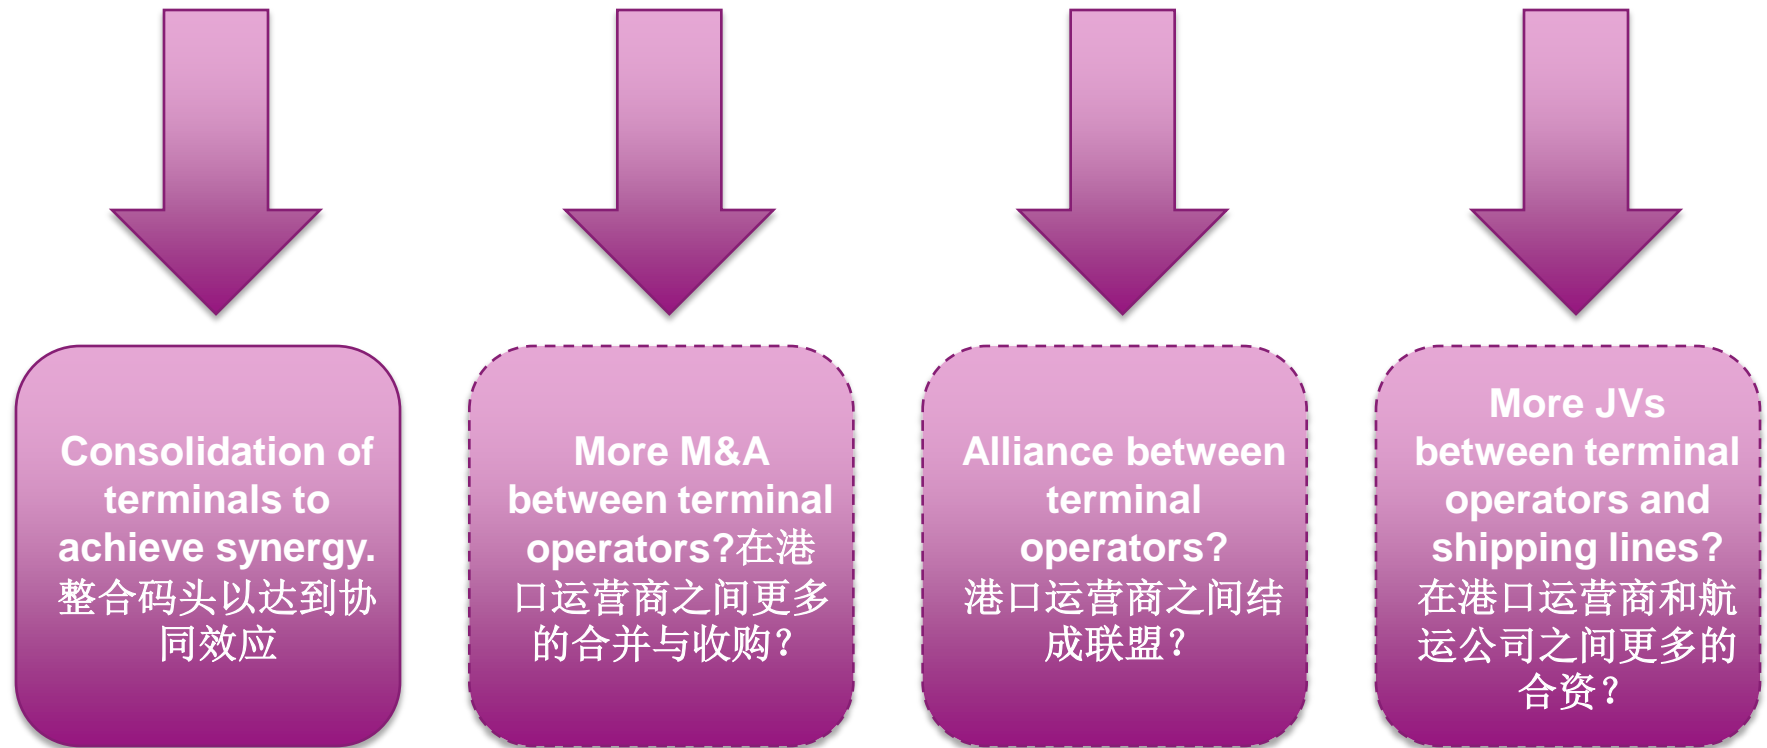 Consolidation of
terminals to
achieve synergy.
整合码头以达到协
同效应
More M&A
between terminal
operators?在港
口运营商之间更多
的合并与收购？
Alliance between
terminal
operators?
港口运营商之间结
成联盟？
More JVs
between terminal
operators and
shipping lines?
在港口运营商和航
运公司之间更多的
合资？